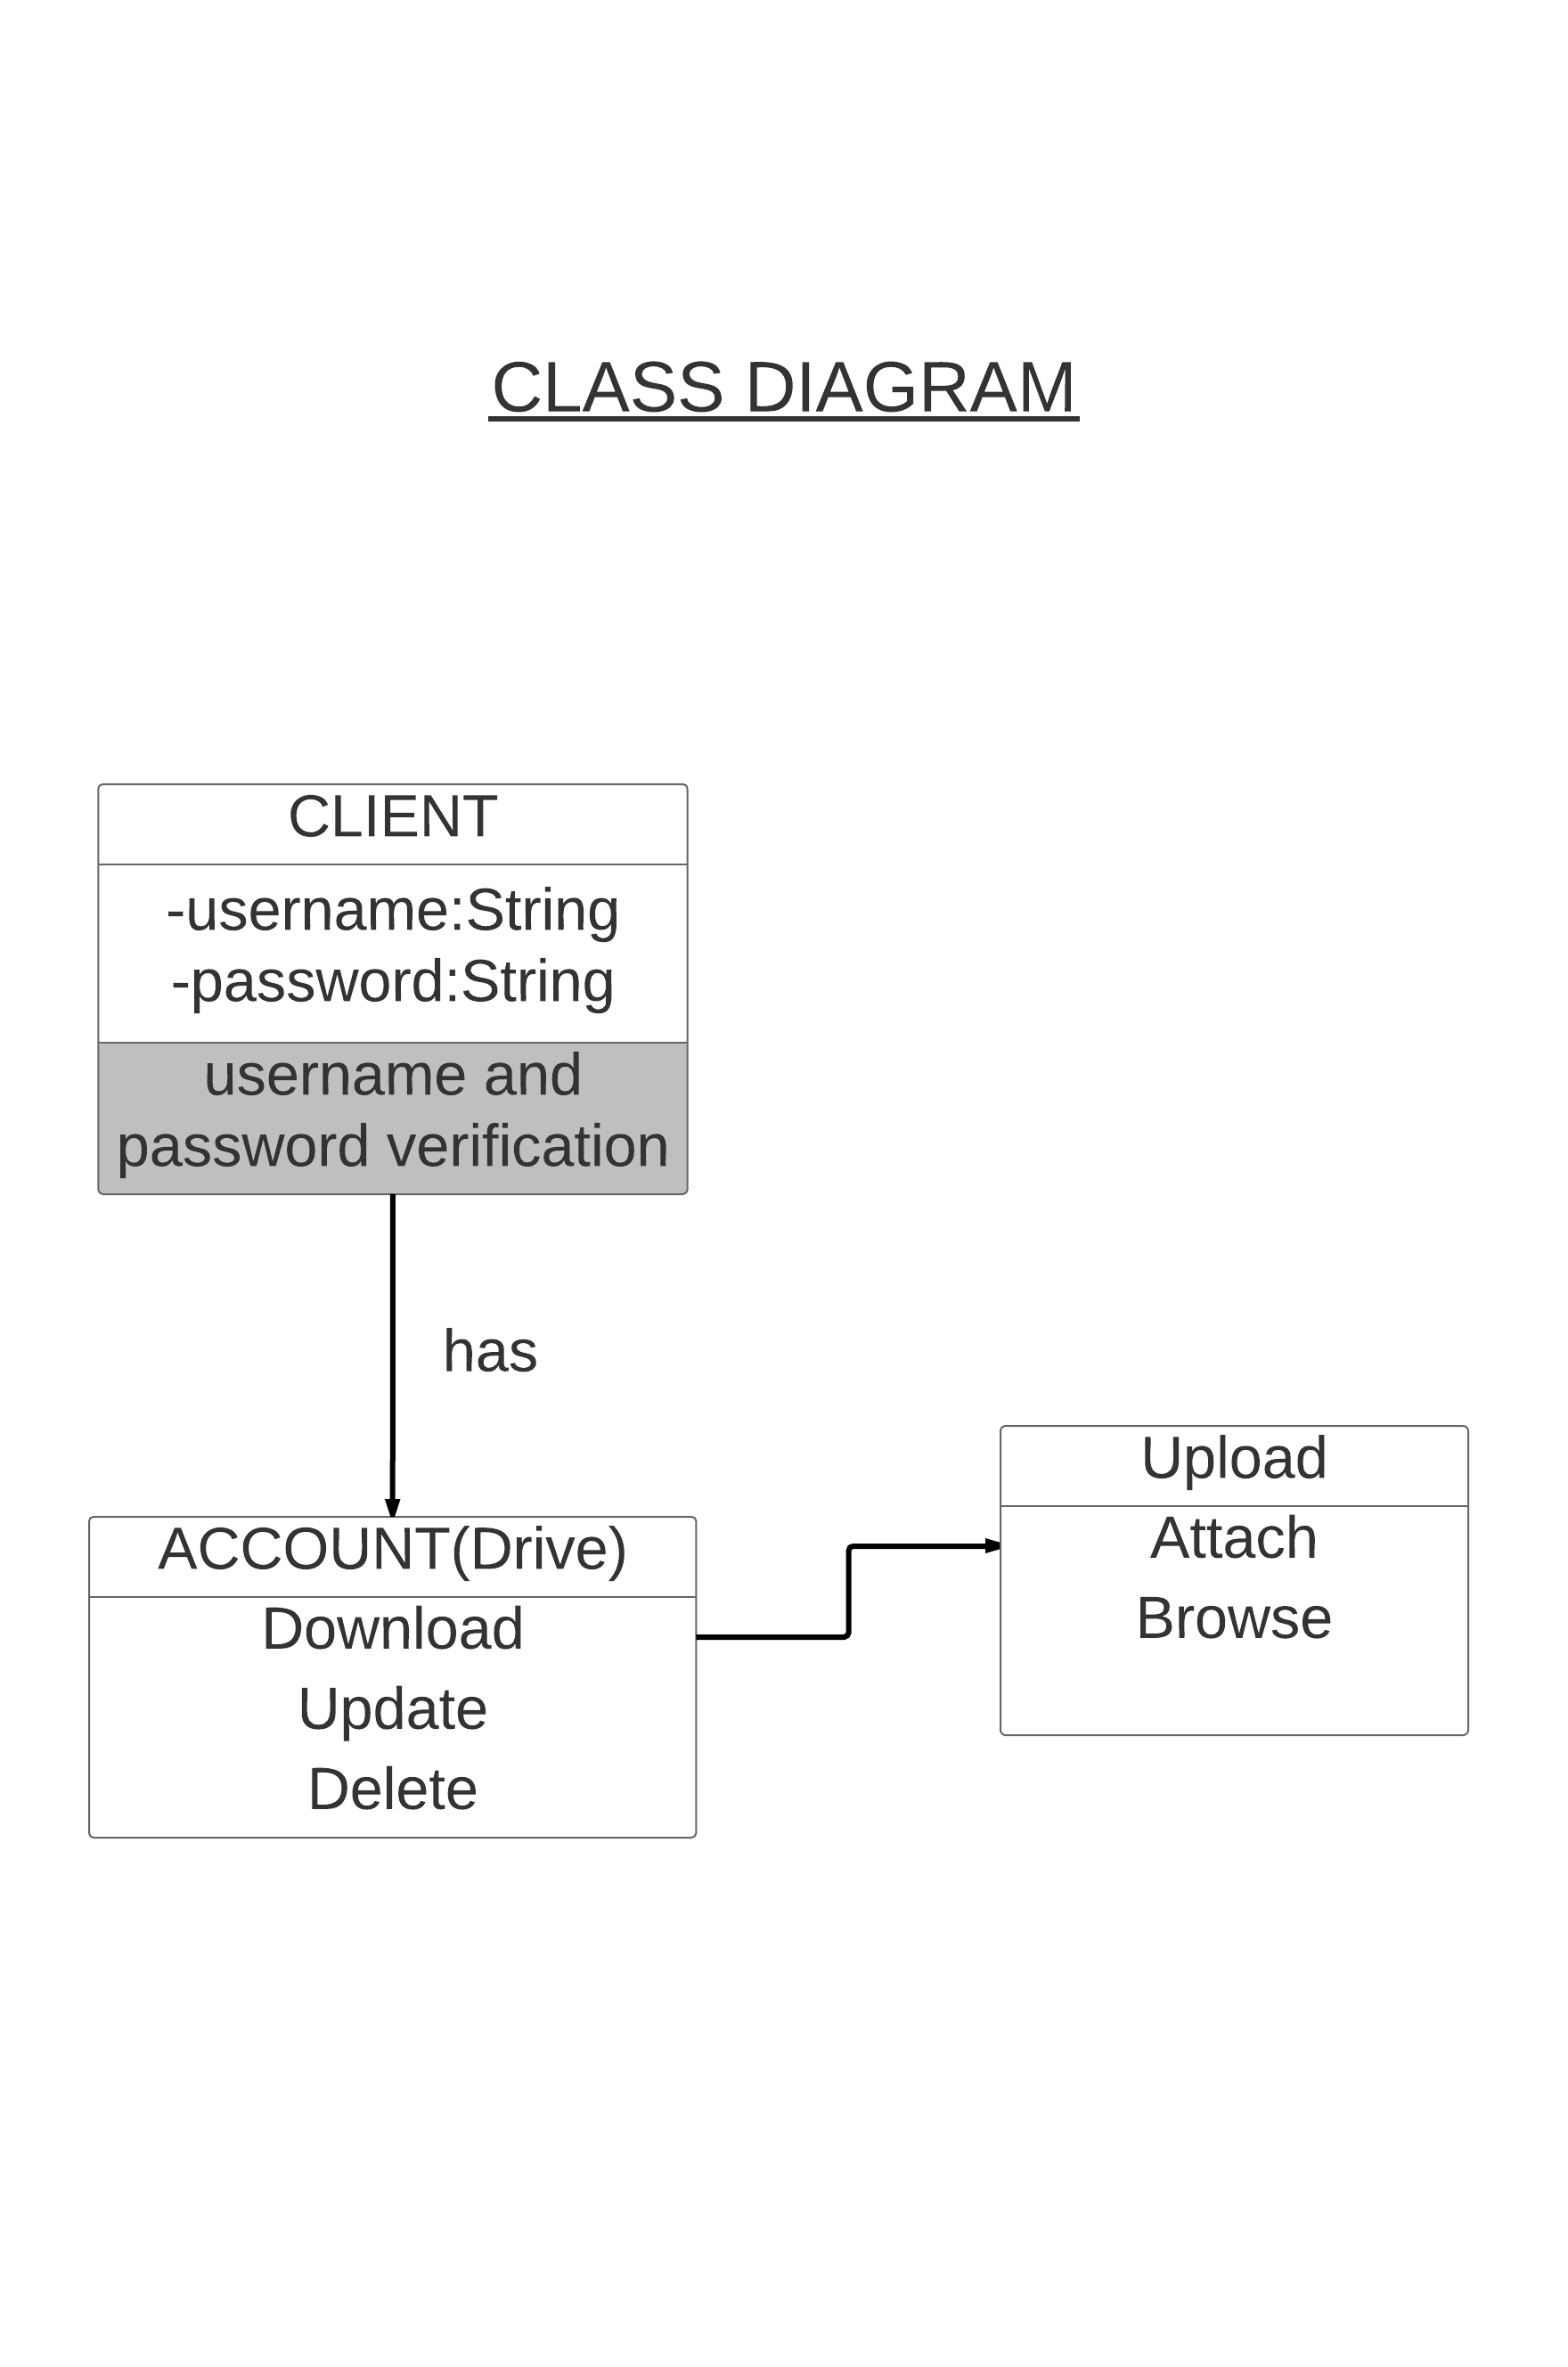 CLASS DIAGRAM
CLIENT
-username:String
-password:String
username and
password verification
has
ACCOUNT(Drive)
Download
Update
Delete
Upload
Attach
Browse